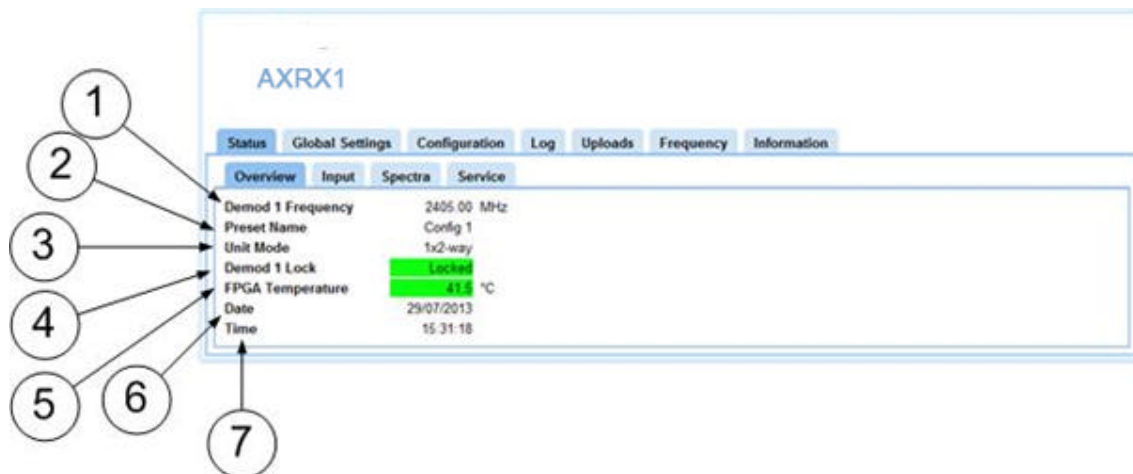 AXRX1
Status Global Settings Configuration Log Uploads Frequency Information
Overview Input Spectra Service
1 Demod 1 Frequency 2405.00 MHz
2 Preset Name Config 1
3 Unit Mode 1x2-way
4 Demod 1 Lock Locked
5 FPGA Temperature 41.5 °C
6 Date 29/07/2013
7 Time 15:31:18